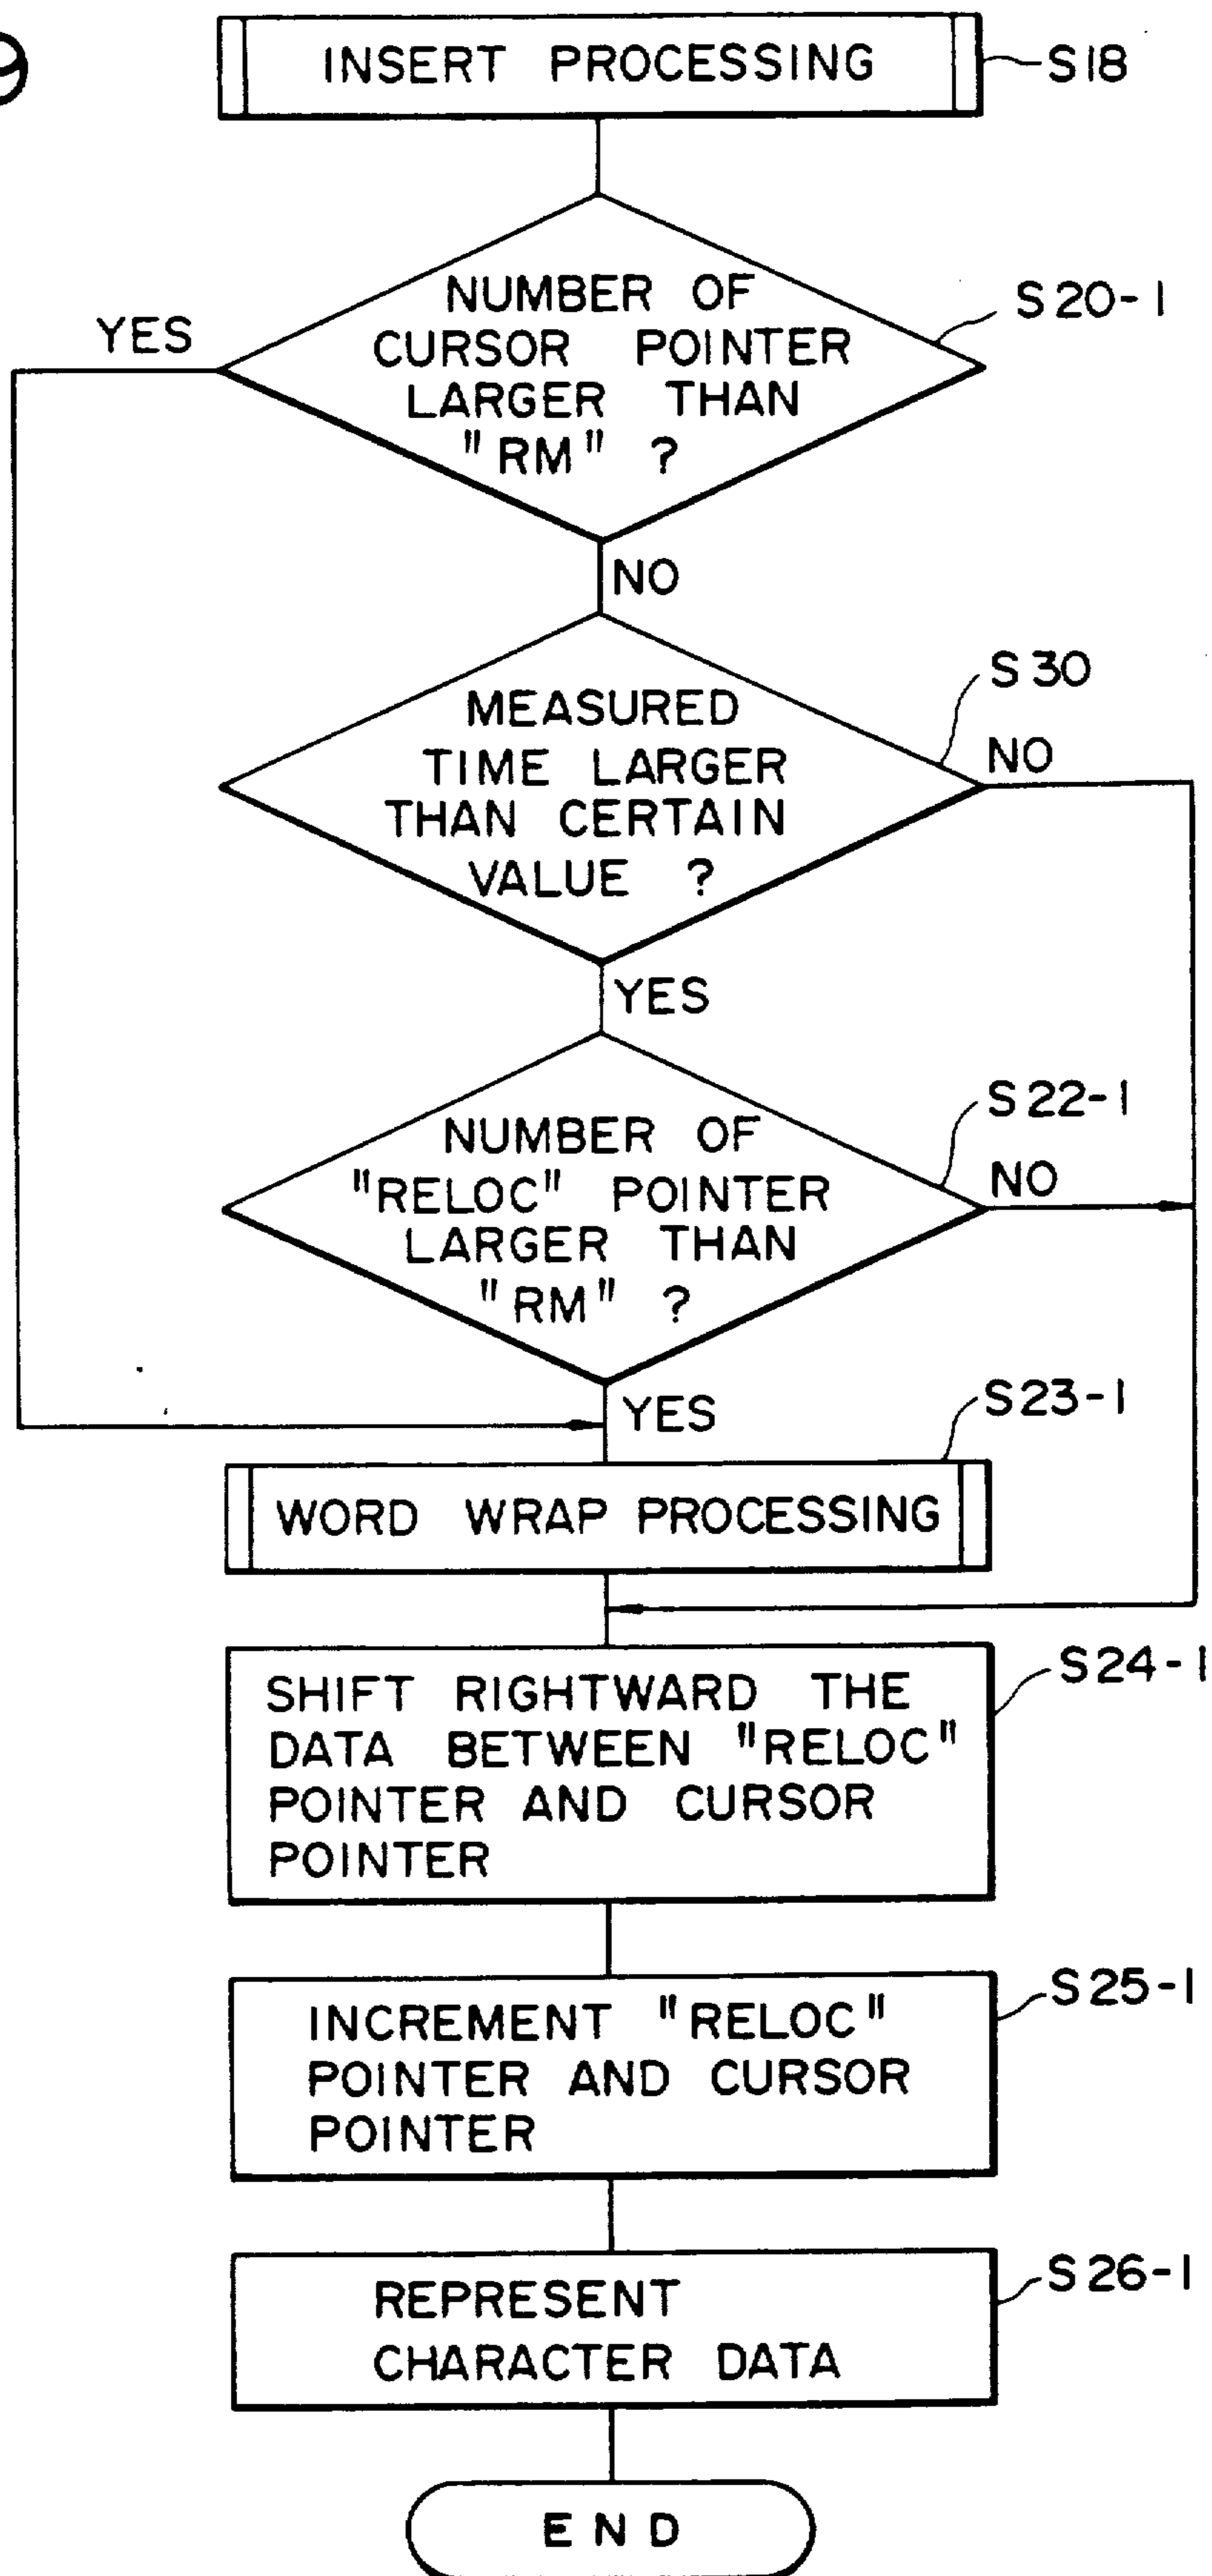 9
INSERT PROCESSING
S18
NUMBER OF
CURSOR POINTER
LARGER THAN
"RM" ?
S20-1
YES
NO
MEASURED
TIME LARGER
THAN CERTAIN
VALUE ?
S30
NO
YES
NUMBER OF
"RELOC" POINTER
LARGER THAN
"RM" ?
S22-1
NO
YES
S23-1
WORD WRAP PROCESSING
S24-1
SHIFT RIGHTWARD THE
DATA BETWEEN "RELOC"
POINTER AND CURSOR
POINTER
S25-1
INCREMENT "RELOC"
POINTER AND CURSOR
POINTER
S26-1
REPRESENT
CHARACTER DATA
END